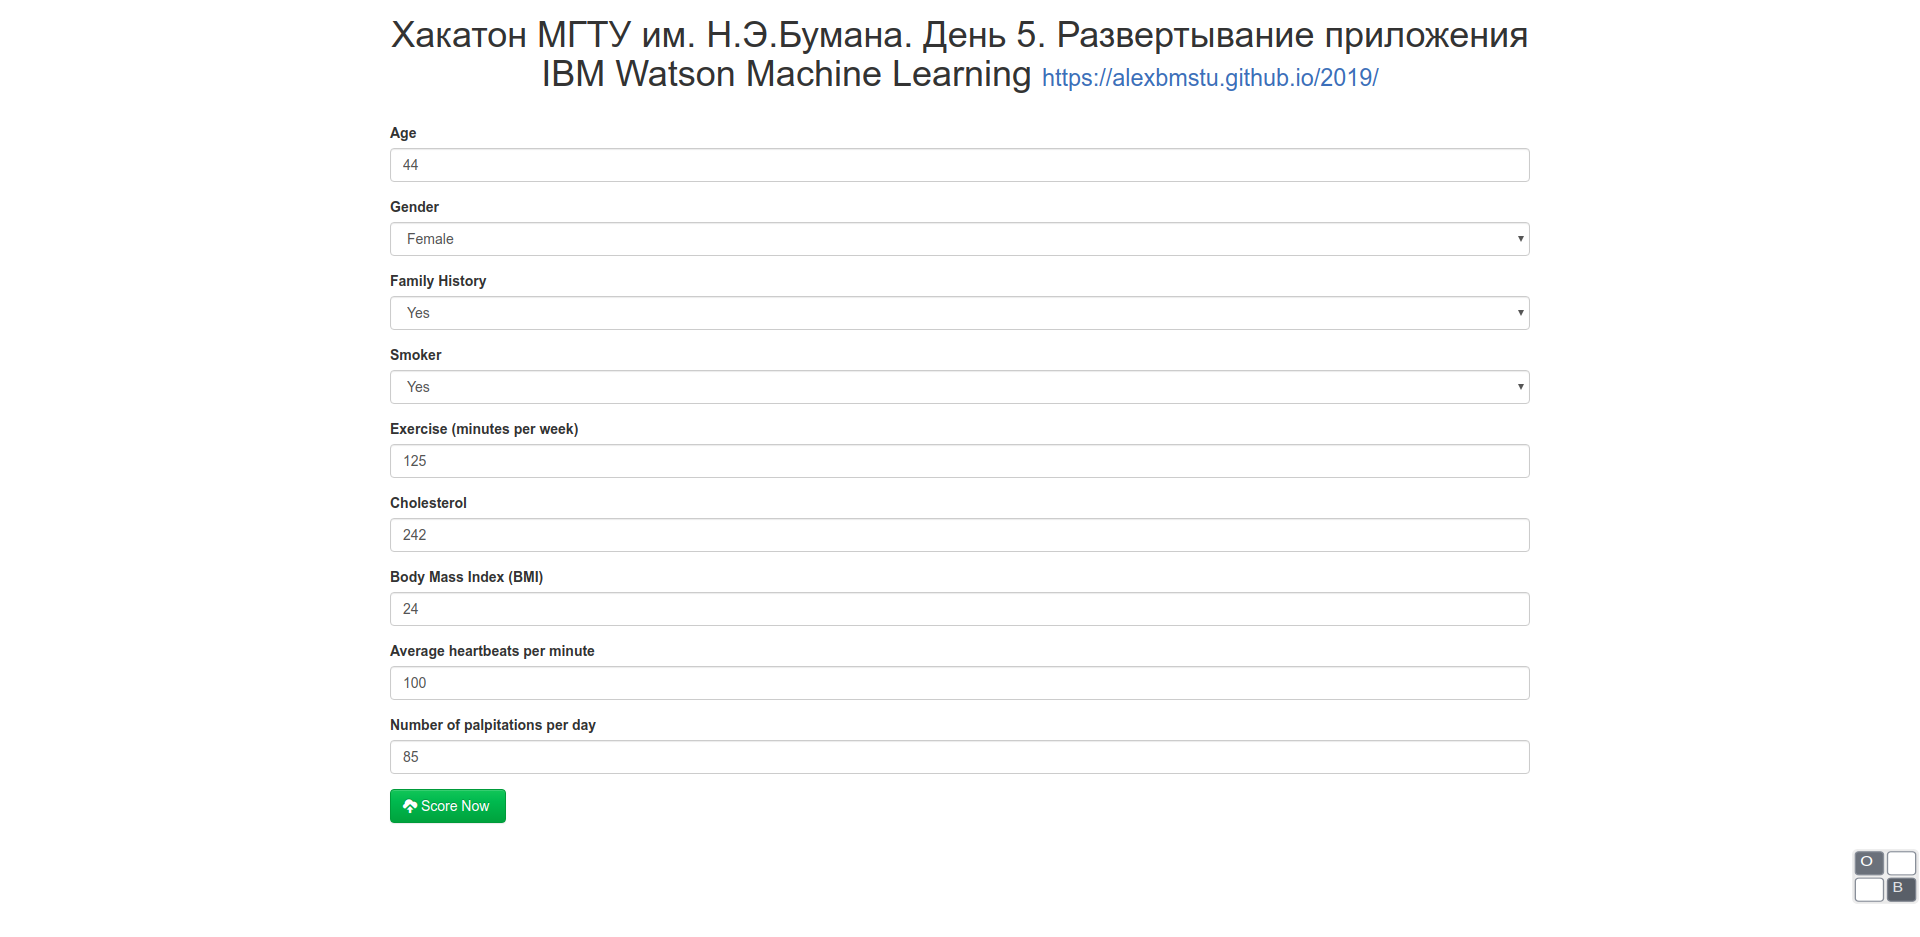 Хакатон МГТУ им. Н.Э.Бумана. День 5. Развертывание приложения
IBM Watson Machine Learning https://alexbmstu.github.io/2019/
Age
44
Gender
Female
Family History
Yes
Smoker
Yes
Exercise (minutes per week)
125
Cholesterol
242
Body Mass Index (BMI)
24
Average heartbeats per minute
100
Number of palpitations per day
85
Score Now
O
B